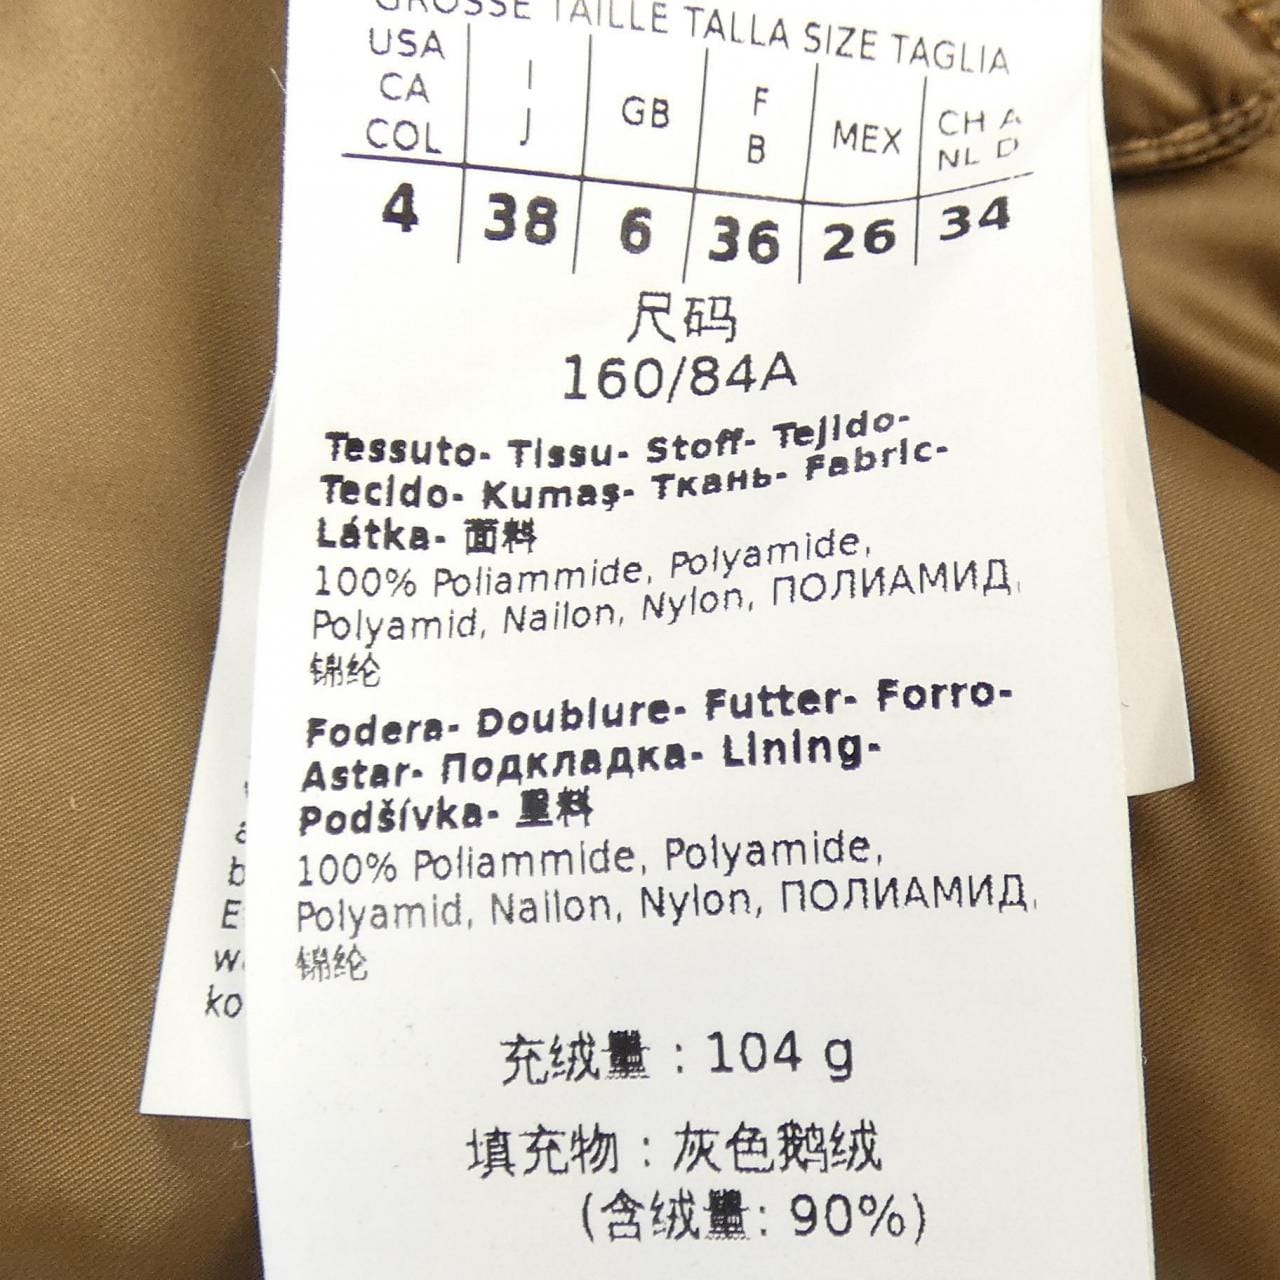 GROSSE TAILLE TALLA SIZE TAGLIA
USA CA COL | I J | GB | F B | MEX | CH A NL D
4 | 38 | 6 | 36 | 26 | 34
尺码
160/84A
Tessuto- Tissu- Stoff- Tejido-
Tecido- Kumaş- Ткань- Fabric-
Látka- 面料
100% Poliammide, Polyamide,
Polyamid, Nailon, Nylon, ПОЛИАМИД,
锦纶
Fodera- Doublure- Futter- Forro-
Astar- Подкладка- Lining-
Podšívka- 里料
100% Poliammide, Polyamide,
Polyamid, Nailon, Nylon, ПОЛИАМИД,
锦纶
充绒量：104 g
填充物：灰色鹅绒
(含绒量: 90%)